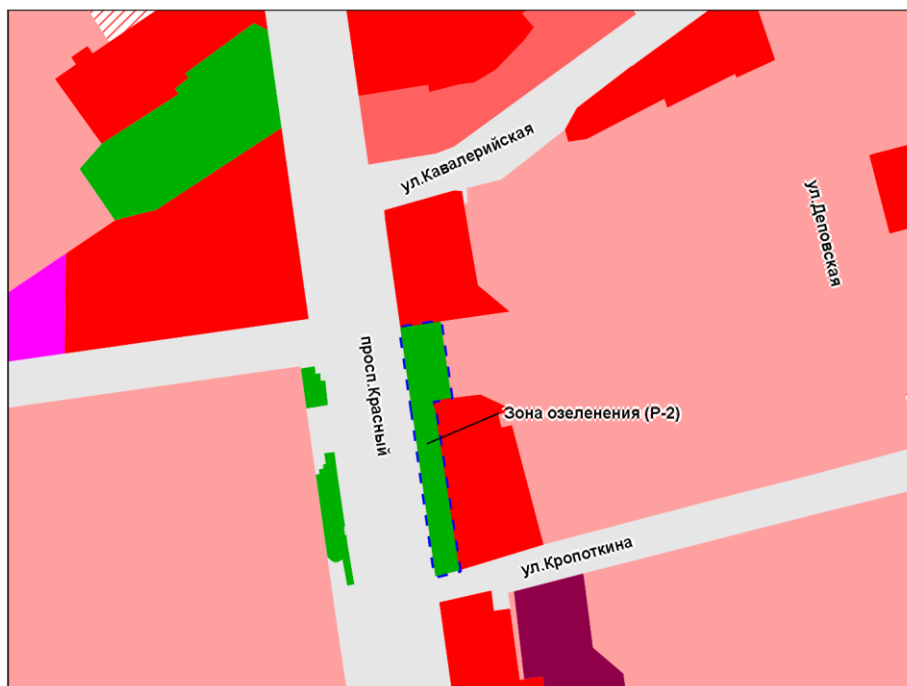 ул.Кавалерийская
ул.Деповская
просп.Красный
Зона озеленения (Р-2)
ул.Кропоткина